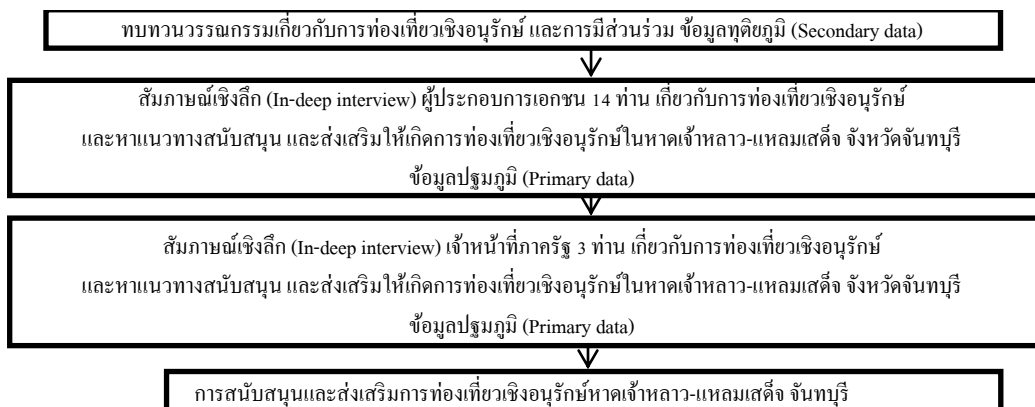 ทบทวนวรรณกรรมเกี่ยวกับการท่องเที่ยวเชิงอนุรักษ์ และการมีส่วนร่วม ข้อมูลทุติยภูมิ (Secondary data)
สัมภาษณ์เชิงลึก (In-deep interview) ผู้ประกอบการเอกชน 14 ท่าน เกี่ยวกับการท่องเที่ยวเชิงอนุรักษ์
และหาแนวทางสนับสนุน และส่งเสริมให้เกิดการท่องเที่ยวเชิงอนุรักษ์ในหาดเจ้าหลาว-แหลมเสด็จ จังหวัดจันทบุรี
ข้อมูลปฐมภูมิ (Primary data)
สัมภาษณ์เชิงลึก (In-deep interview) เจ้าหน้าที่ภาครัฐ 3 ท่าน เกี่ยวกับการท่องเที่ยวเชิงอนุรักษ์
และหาแนวทางสนับสนุน และส่งเสริมให้เกิดการท่องเที่ยวเชิงอนุรักษ์ในหาดเจ้าหลาว-แหลมเสด็จ จังหวัดจันทบุรี
ข้อมูลปฐมภูมิ (Primary data)
การสนับสนุนและส่งเสริมการท่องเที่ยวเชิงอนุรักษ์หาดเจ้าหลาว-แหลมเสด็จ จันทบุรี